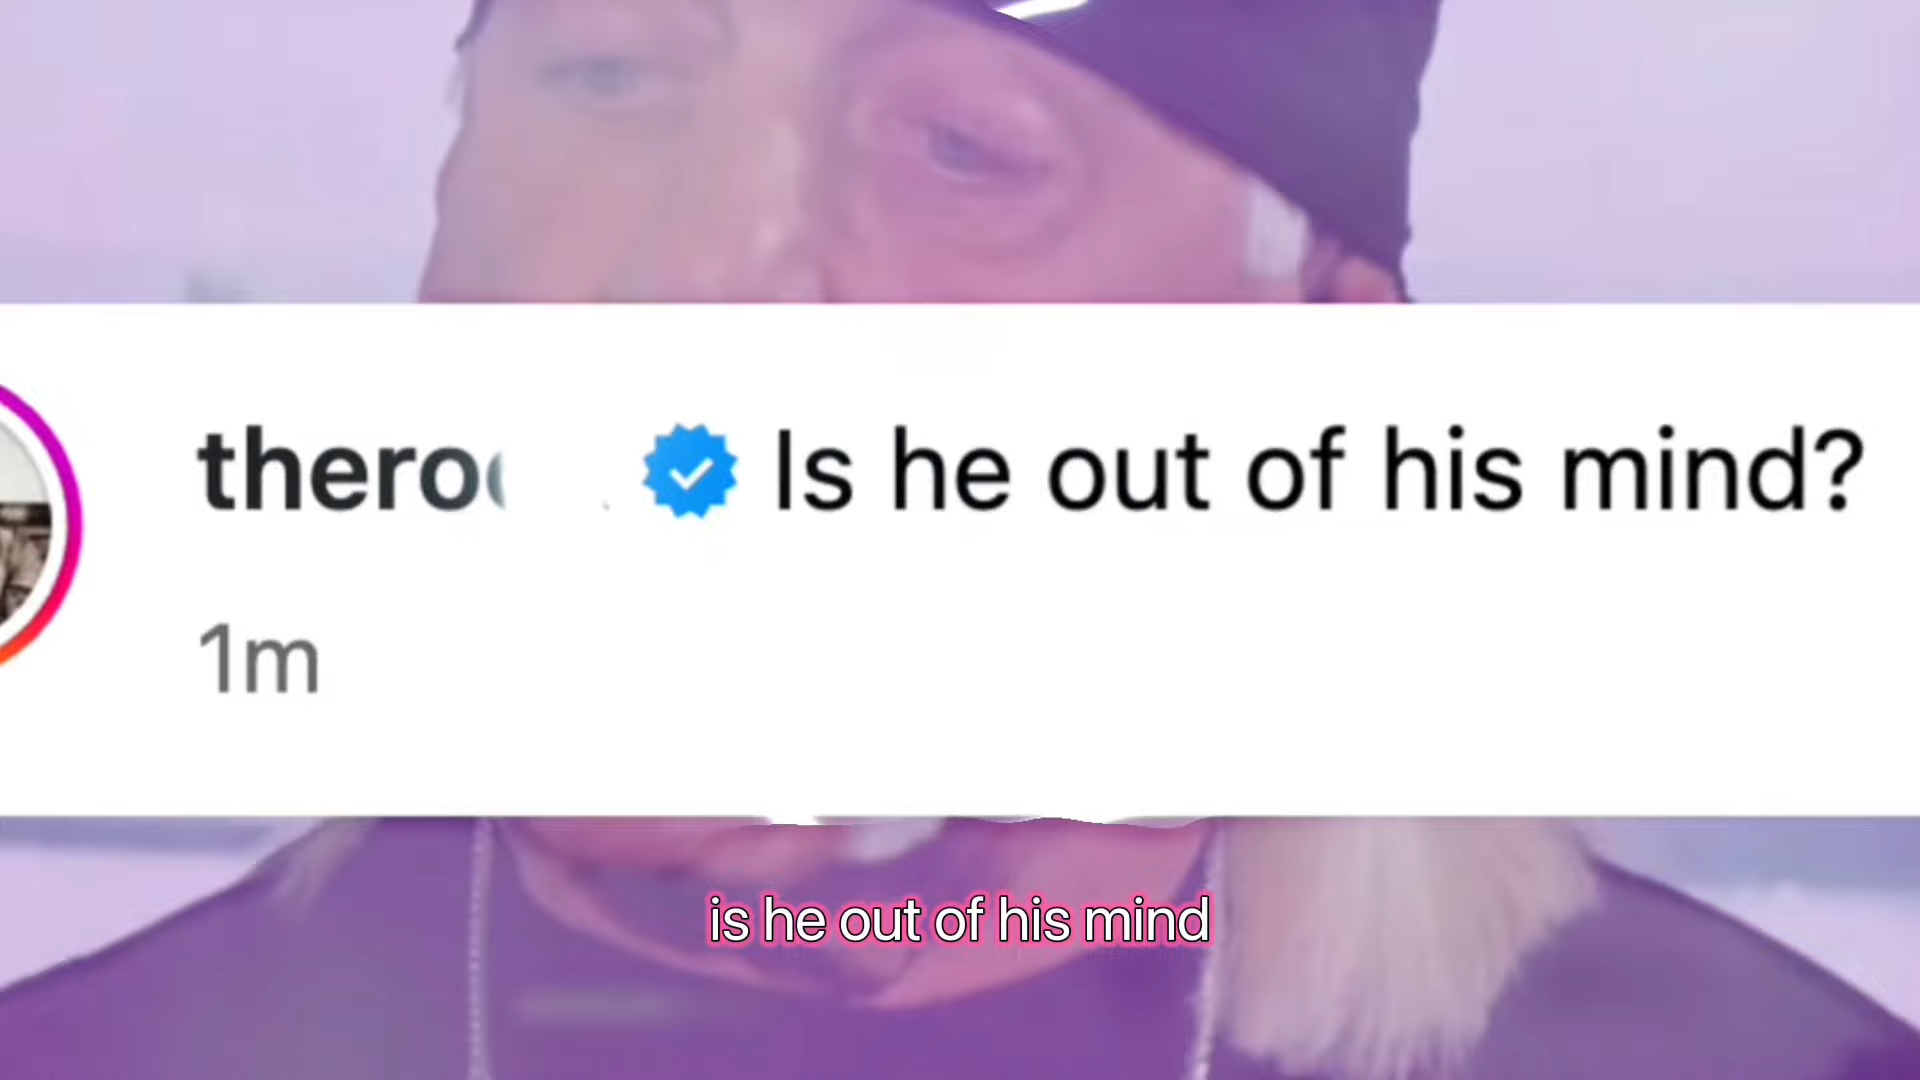 thero Is he out of his mind?
1m
is he out of his mind